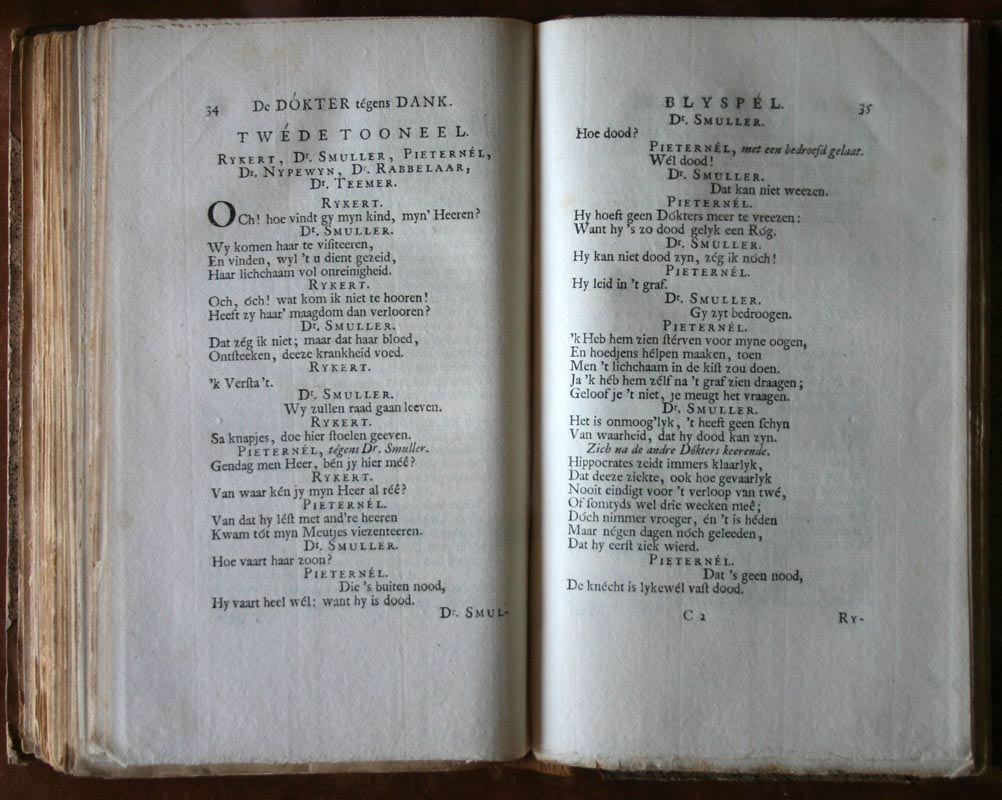 34 De DÓKTER tégens DANK.
TWÉDE TOONEEL.
RYKERT, Dr. SMULLER, PIETERNÉL,
Dr. NYPEWYN, Dr. RABBELAAR,
Dr. TEEMER.
RYKERT.
OCh! hoe vindt gy myn kind, myn' Heeren?
Dr. SMULLER.
Wy komen haar te visiteeren,
En vinden, wyl 't u dient gezeid,
Haar lichchaam vol onreinigheid.
RYKERT.
Och, óch! wat kom ik niet te hooren!
Heeft zy haar' maagdom dan verlooren?
Dr. SMULLER.
Dat zég ik niet; maar dat haar bloed,
Ontsteeken, deeze krankheid voed.
RYKERT.
'k Versta't.
Dr. SMULLER.
Wy zullen raad gaan leeven.
RYKERT.
Sa knapjes, doe hier stoelen geeven.
PIETERNÉL, tégens Dr. Smuller.
Gendag men Heer, bén jy hier méê?
RYKERT.
Van waar kén jy myn Heer al réê?
PIETERNÉL.
Van dat hy lést met and're heeren
Kwam tót myn Meutjes viezenteeren.
Dr. SMULLER.
Hoe vaart haar zoon?
PIETERNÉL.
Die 's buiten nood,
Hy vaart heel wél: want hy is dood.
Dr. SMUL-
BLYSPÉL. 35
Dr. SMULLER.
Hoe dood?
PIETERNÉL, met een bedroefd gelaat.
Wél dood!
Dr. SMULLER.
Dat kan niet weezen.
PIETERNÉL.
Hy hoeft geen Dókters meer te vreezen:
Want hy 's zo dood gelyk een Róg.
Dr. SMULLER.
Hy kan niet dood zyn, zég ik nóch!
PIETERNÉL.
Hy leid in 't graf.
Dr. SMULLER.
Gy zyt bedroogen.
PIETERNÉL.
'k Heb hem zien stérven voor myne oogen,
En hoedjens hélpen maaken, toen
Men 't lichchaam in de kist zou doen.
Ja 'k héb hem zélf na 't graf zien draagen;
Geloof je 't niet, je meugt het vraagen.
Dr. SMULLER.
Het is onmoog'lyk, 't heeft geen schyn
Van waarheid, dat hy dood kan zyn.
Zich na de andre Dókters keerende.
Hippocrates zeidt immers klaarlyk,
Dat deeze ziekte, ook hoe gevaarlyk
Nooit eindigt voor 't verloop van twé,
Of somtyds wel drie weeken meê;
Dóch nimmer vroeger, én 't is héden
Maar négen dagen nóch geleeden,
Dat hy eerst ziek wierd.
PIETERNÉL.
Dat 's geen nood,
De knécht is lykewél vast dood.
C 2 RY-